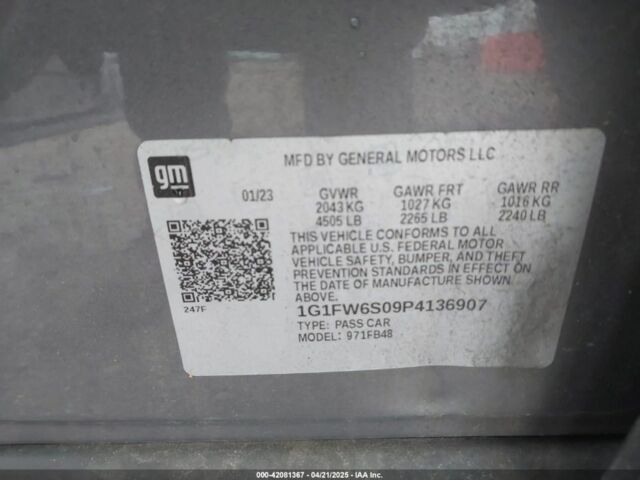 gm
MFD BY GENERAL MOTORS LLC
01/23 GVWR GAWR FRT GAWR RR
2043 KG 1027 KG 1016 KG
4505 LB 2265 LB 2240 LB
THIS VEHICLE CONFORMS TO ALL
APPLICABLE U.S. FEDERAL MOTOR
VEHICLE SAFETY, BUMPER, AND THEFT
PREVENTION STANDARDS IN EFFECT ON
THE DATE OF MANUFACTURE SHOWN
ABOVE.
247F
1G1FW6S09P4136907
TYPE: PASS CAR
MODEL: 971FB48
000-42081367 - 04/21/2025 - IAA Inc.